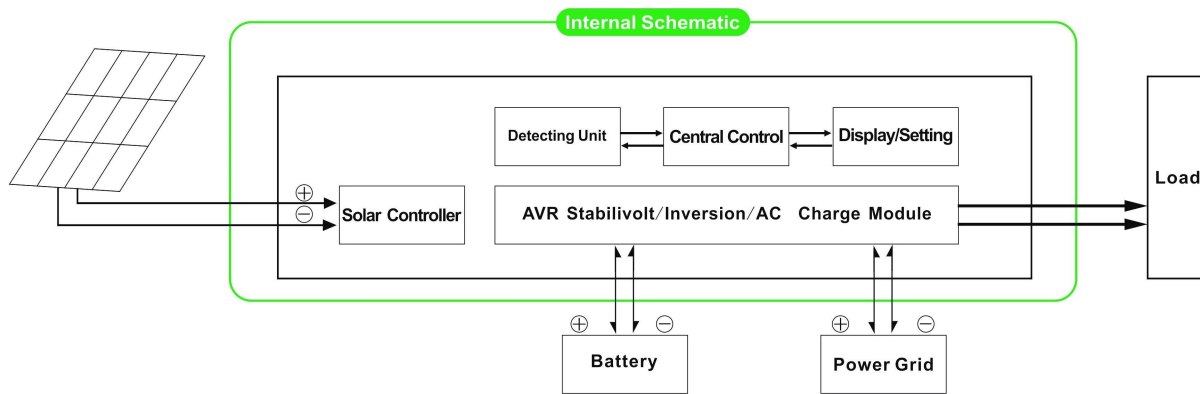 Internal Schematic
Detecting Unit
Central Control
Display/Setting
Load
+
−
Solar Controller
AVR Stabilivolt/Inversion/AC Charge Module
+
−
+
−
Battery
Power Grid